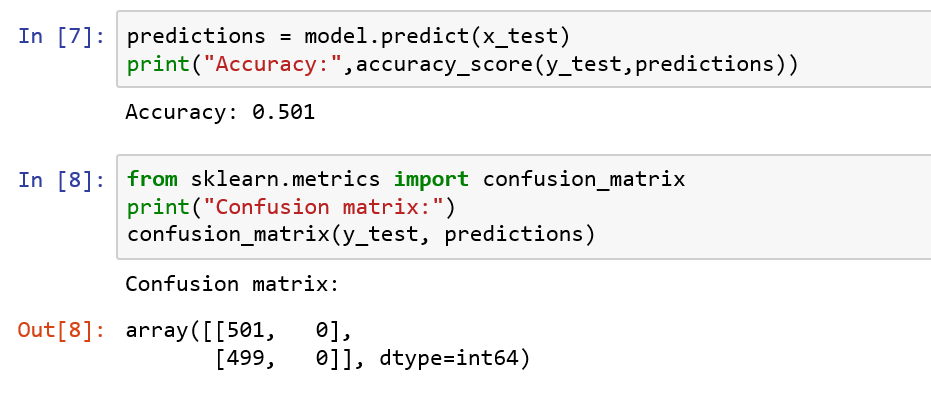 In [7]: predictions = model.predict(x_test)
print("Accuracy:",accuracy_score(y_test,predictions))
Accuracy: 0.501
In [8]: from sklearn.metrics import confusion_matrix
print("Confusion matrix:")
confusion_matrix(y_test, predictions)
Confusion matrix:
Out[8]: array([[501,   0],
       [499,   0]], dtype=int64)